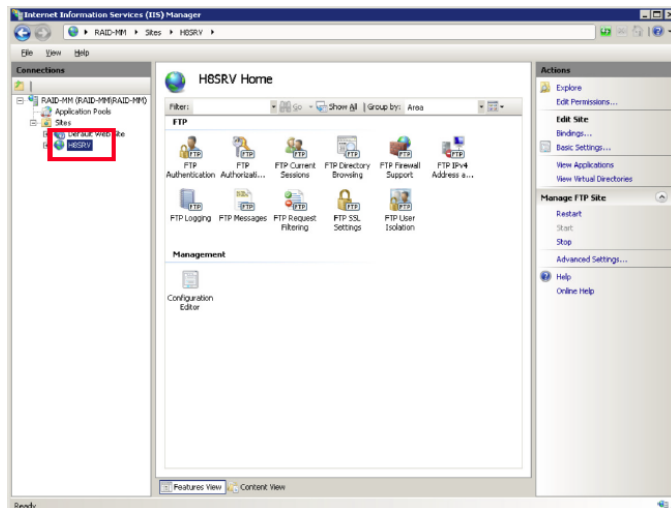 Internet Information Services (IIS) Manager
RAID-MM Sites H8SRV
File View Help
Connections
RAID-MM (RAID-MM\RAID-MM)
Application Pools
Sites
Default Web Site
H8SRV
H8SRV Home
Filter: Go Show All Group by: Area
FTP
FTP Authentication
FTP Authorizati...
FTP Current Sessions
FTP Directory Browsing
FTP Firewall Support
FTP IPv4 Address a...
FTP Logging
FTP Messages
FTP Request Filtering
FTP SSL Settings
FTP User Isolation
Management
Configuration Editor
Features View Content View
Actions
Explore
Edit Permissions...
Edit Site
Bindings...
Basic Settings...
View Applications
View Virtual Directories
Manage FTP Site
Restart
Start
Stop
Advanced Settings...
Help
Online Help
Ready